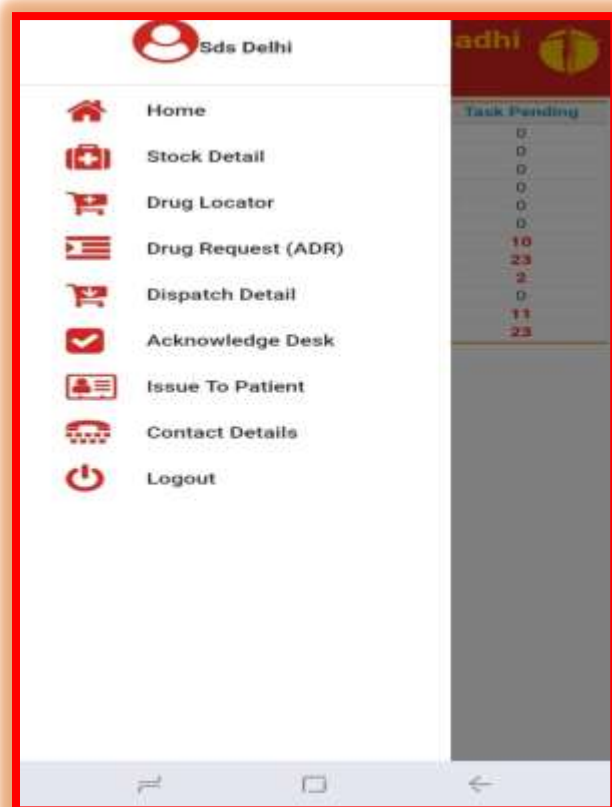 Sds Delhi
adhi
Home
Stock Detail
Drug Locator
Drug Request (ADR)
Dispatch Detail
Acknowledge Desk
Issue To Patient
Contact Details
Logout
Task Pending
0
0
0
0
0
0
10
23
2
0
11
23